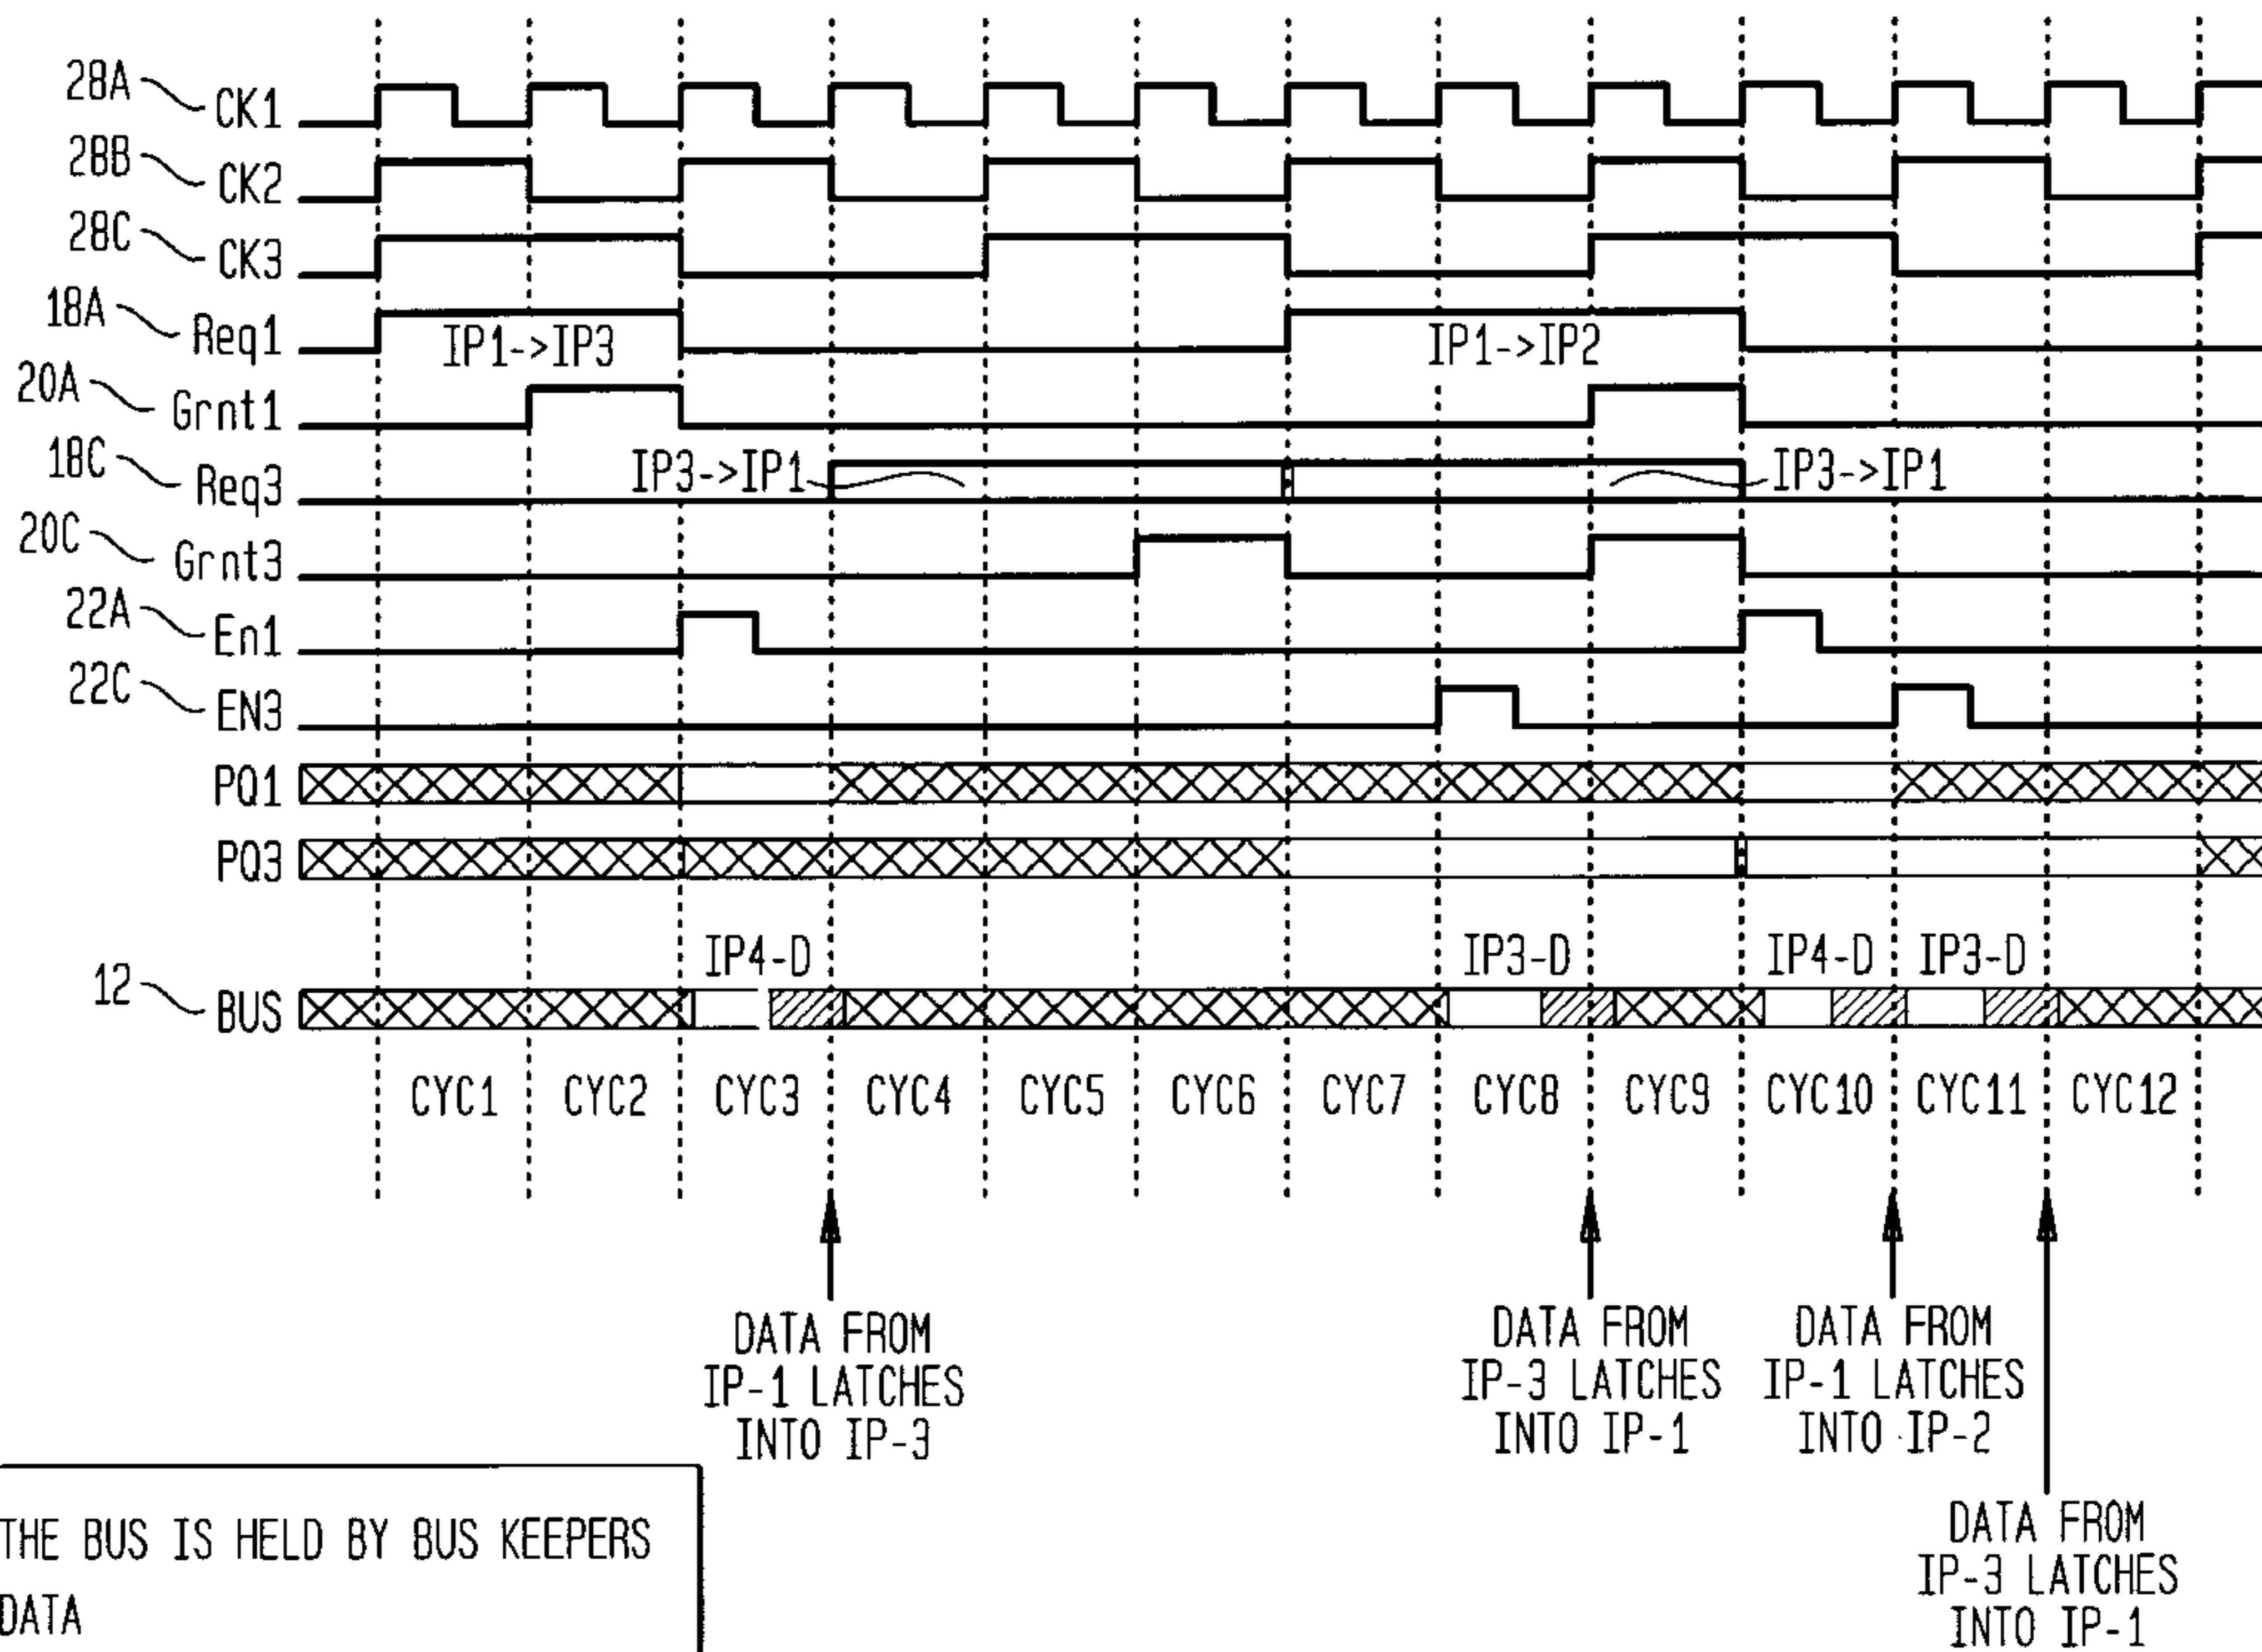 28A CK1
28B CK2
28C CK3
18A Req1 IP1->IP3 IP1->IP2
20A Grnt1
18C Req3 IP3->IP1 IP3->IP1
20C Grnt3
22A En1
22C EN3
PQ1
PQ3
IP4-D IP3-D IP4-D IP3-D
12 BUS
CYC1 CYC2 CYC3 CYC4 CYC5 CYC6 CYC7 CYC8 CYC9 CYC10 CYC11 CYC12
DATA FROM
IP-1 LATCHES
INTO IP-3
DATA FROM
IP-3 LATCHES
INTO IP-1
DATA FROM
IP-1 LATCHES
INTO IP-2
DATA FROM
IP-3 LATCHES
INTO IP-1
THE BUS IS HELD BY BUS KEEPERS
DATA